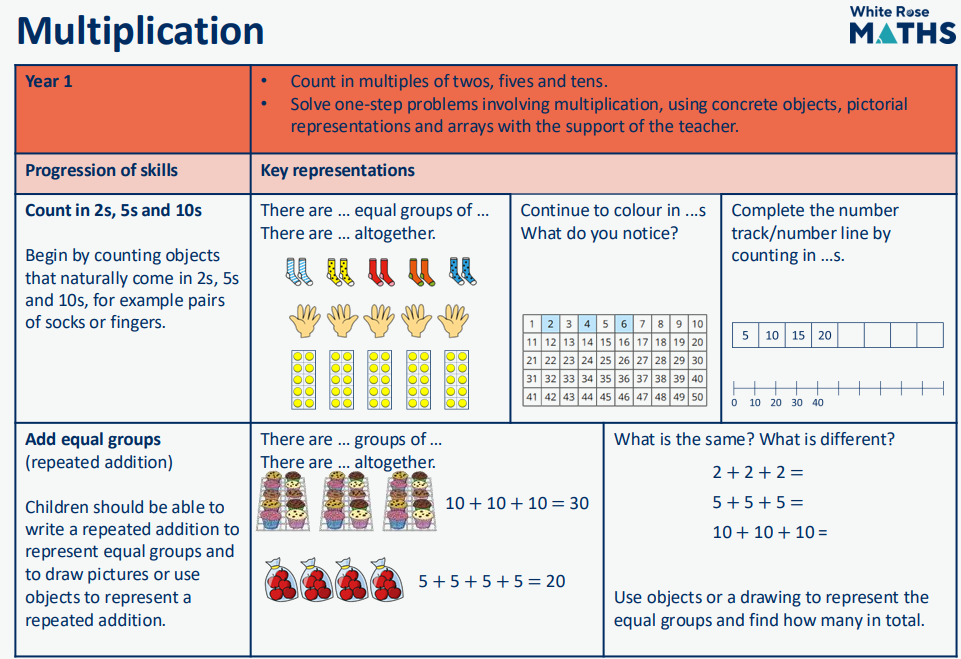 Multiplication
White Rose
MATHS
Year 1
• Count in multiples of twos, fives and tens.
• Solve one-step problems involving multiplication, using concrete objects, pictorial
representations and arrays with the support of the teacher.
Progression of skills
Key representations
Count in 2s, 5s and 10s
Begin by counting objects
that naturally come in 2s, 5s
and 10s, for example pairs
of socks or fingers.
There are ... equal groups of ...
There are ... altogether.
Continue to colour in ...s
What do you notice?
1 2 3 4 5 6 7 8 9 10
11 12 13 14 15 16 17 18 19 20
21 22 23 24 25 26 27 28 29 30
31 32 33 34 35 36 37 38 39 40
41 42 43 44 45 46 47 48 49 50
Complete the number
track/number line by
counting in ...s.
5 10 15 20
0 10 20 30 40
Add equal groups
(repeated addition)
Children should be able to
write a repeated addition to
represent equal groups and
to draw pictures or use
objects to represent a
repeated addition.
There are ... groups of ...
There are ... altogether.
10 + 10 + 10 = 30
5 + 5 + 5 + 5 = 20
What is the same? What is different?
2 + 2 + 2 =
5 + 5 + 5 =
10 + 10 + 10 =
Use objects or a drawing to represent the
equal groups and find how many in total.